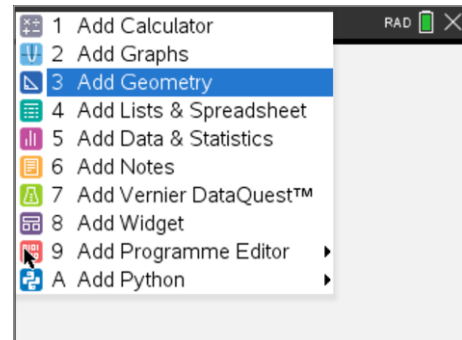 1 Add Calculator
RAD
2 Add Graphs
3 Add Geometry
4 Add Lists & Spreadsheet
5 Add Data & Statistics
6 Add Notes
7 Add Vernier DataQuest™
8 Add Widget
9 Add Programme Editor
A Add Python